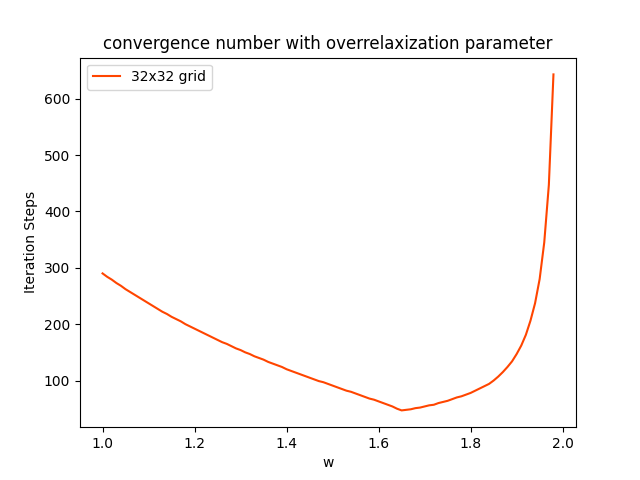 convergence number with overrelaxization parameter
32x32 grid
600
500
400
300
200
100
Iteration Steps
1.0 1.2 1.4 1.6 1.8 2.0
w